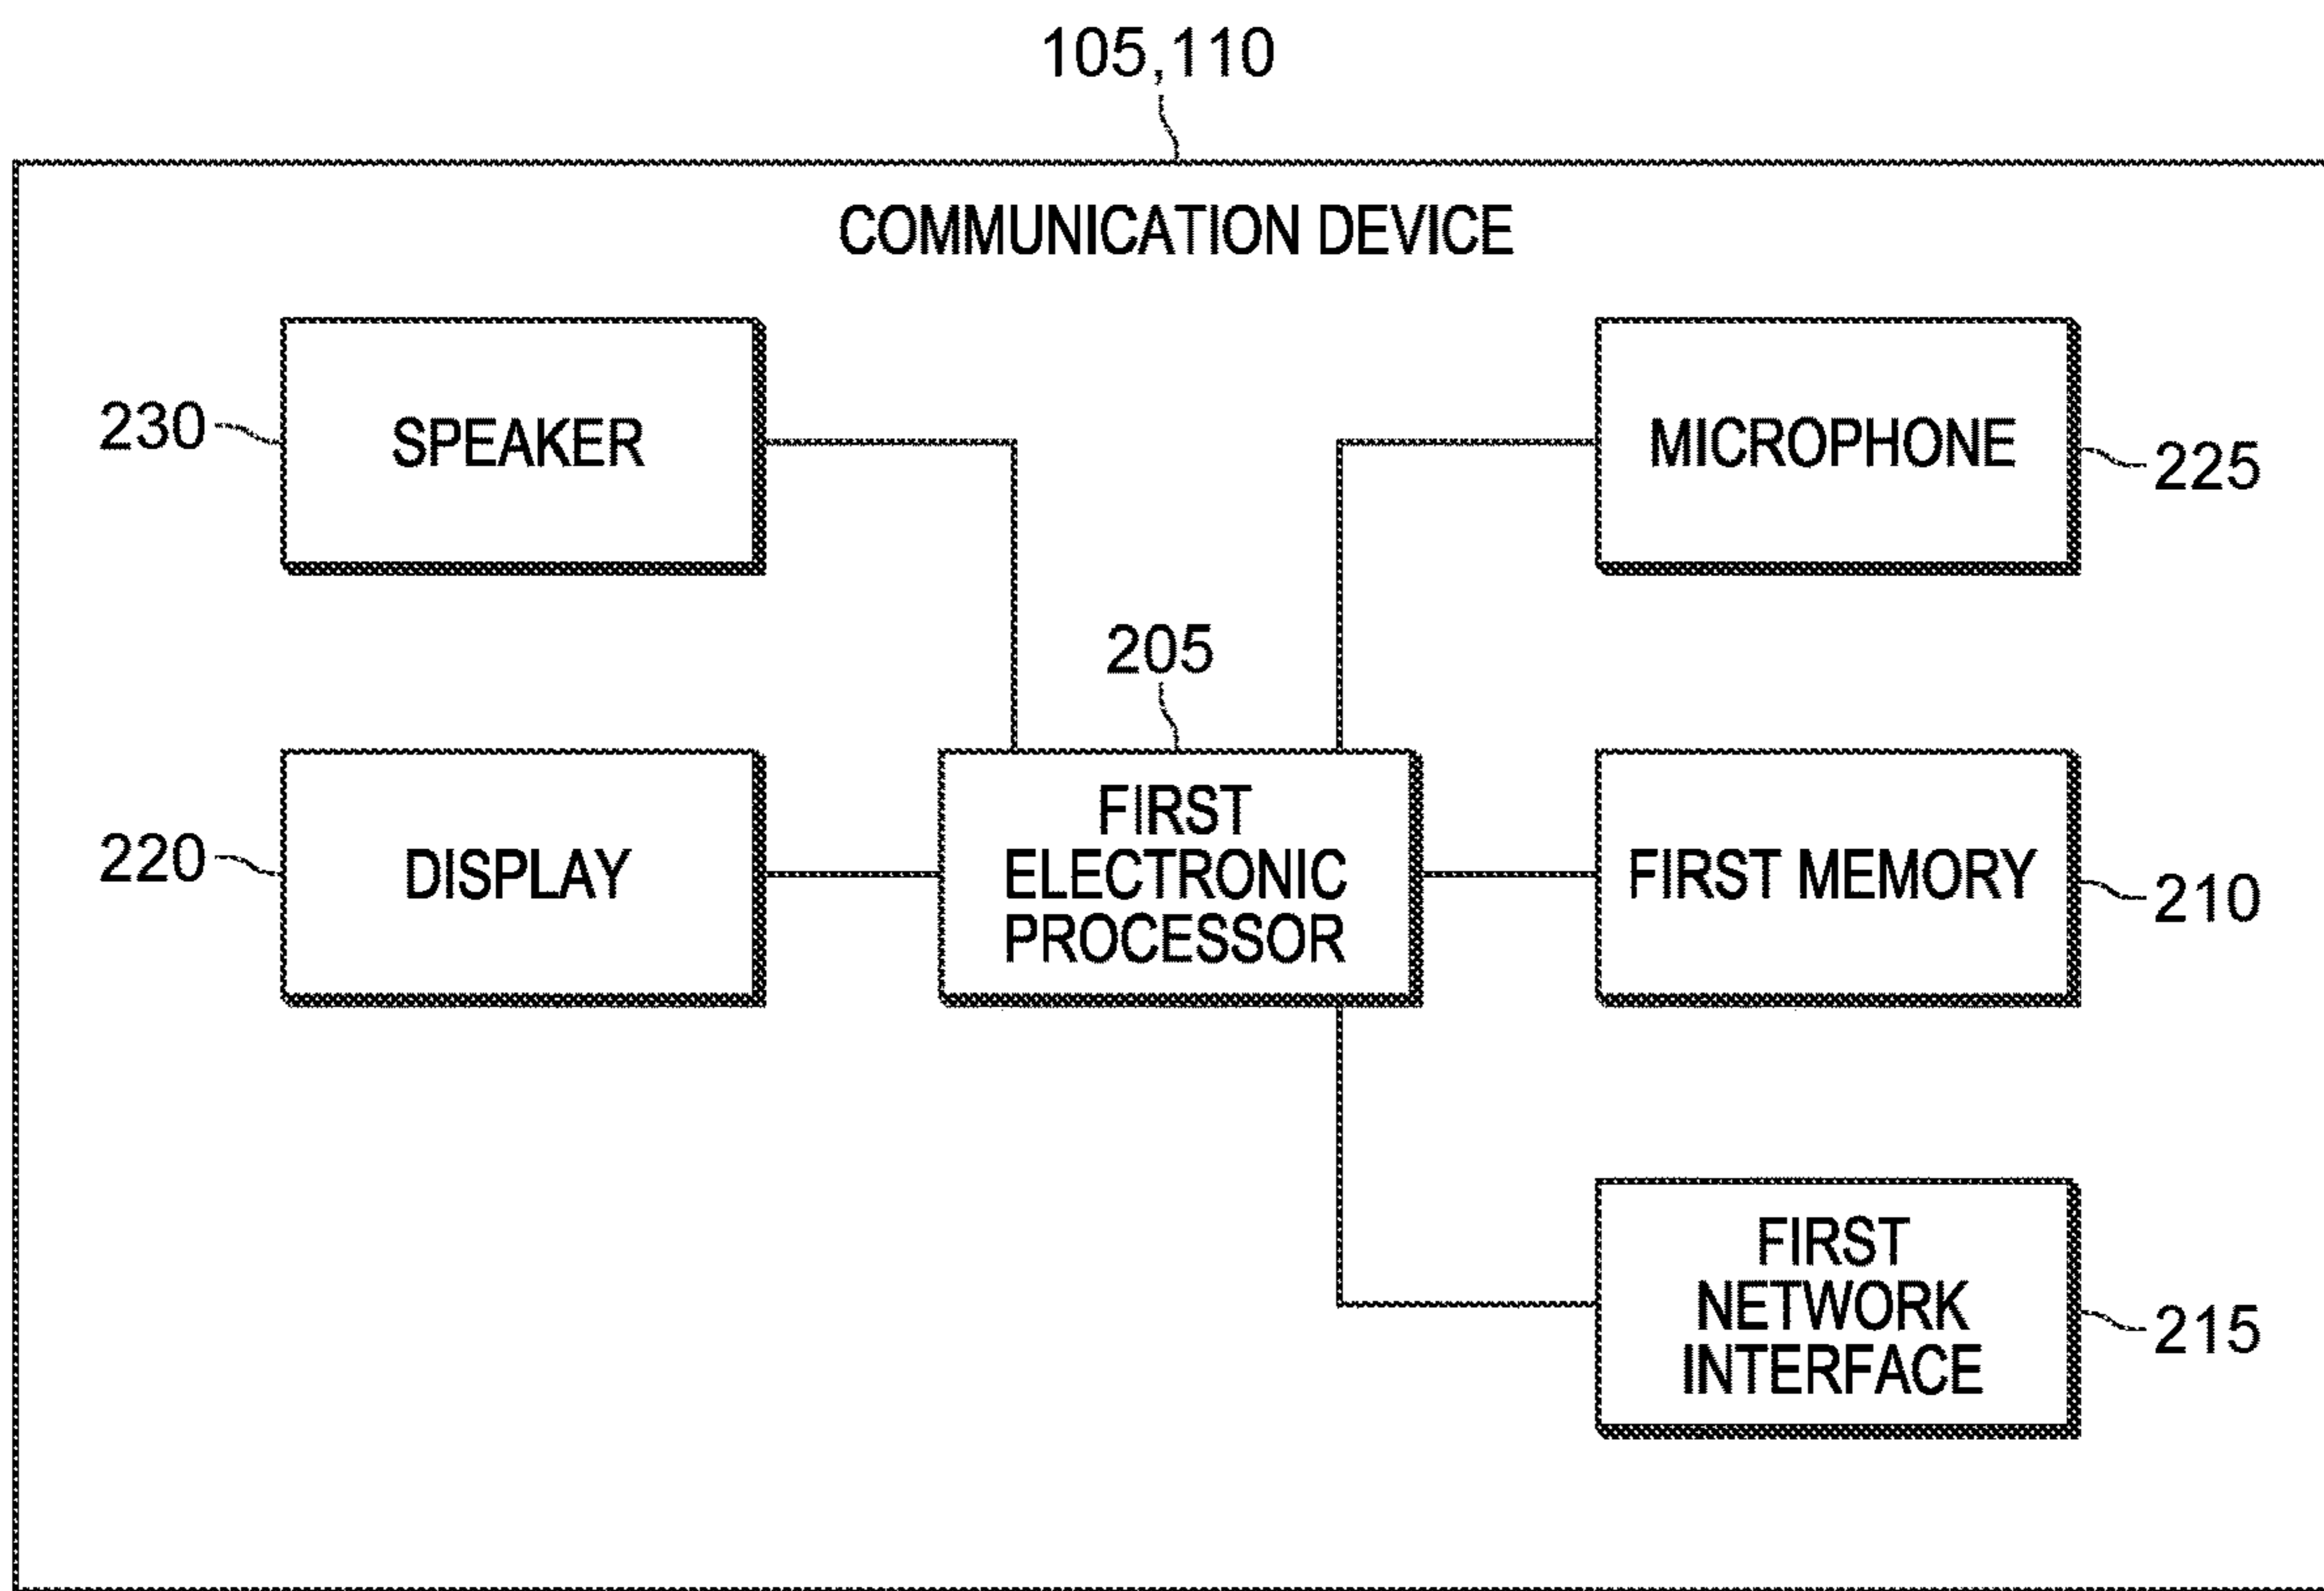 105,110
COMMUNICATION DEVICE
230
SPEAKER
MICROPHONE
225
205
220
DISPLAY
FIRST
ELECTRONIC
PROCESSOR
FIRST MEMORY
210
FIRST
NETWORK
INTERFACE
215